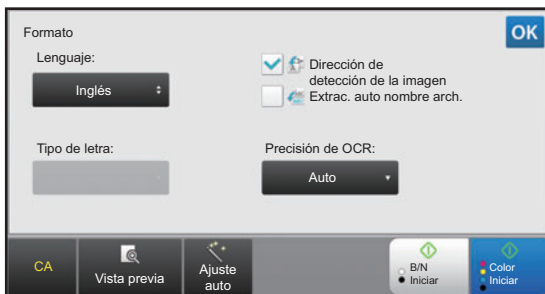 Formato
OK
Lenguaje:
Inglés
Dirección de
detección de la imagen
Extrac. auto nombre arch.
Tipo de letra:
Precisión de OCR:
Auto
CA
Vista previa
Ajuste
auto
B/N
Iniciar
Color
Iniciar